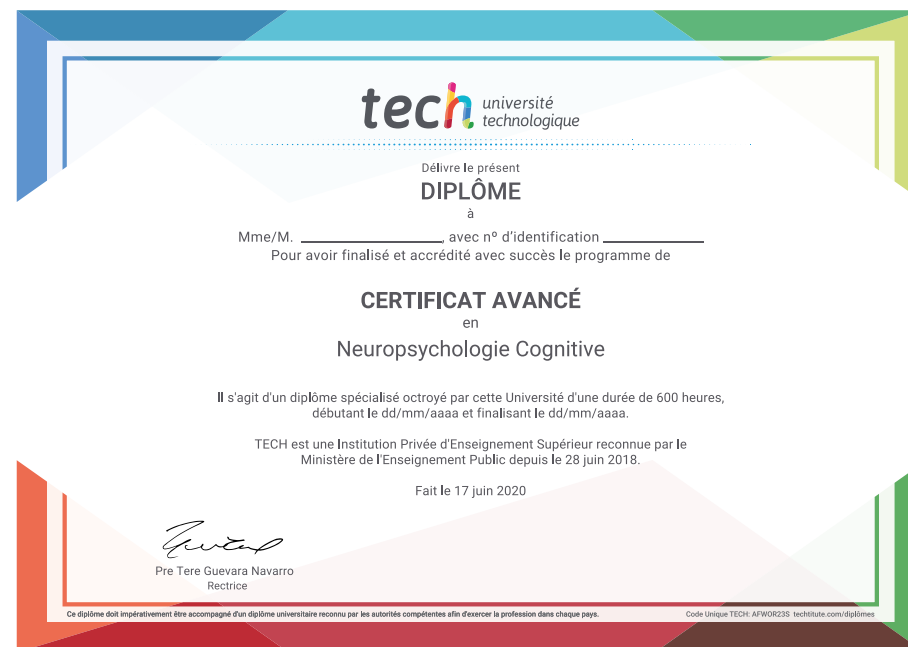 tech université
technologique
Délivre le présent
DIPLÔME
à
Mme/M. ____________, avec nº d'identification ____________
Pour avoir finalisé et accrédité avec succès le programme de
CERTIFICAT AVANCÉ
en
Neuropsychologie Cognitive
Il s'agit d'un diplôme spécialisé octroyé par cette Université d'une durée de 600 heures,
débutant le dd/mm/aaaa et finalisant le dd/mm/aaaa.
TECH est une Institution Privée d'Enseignement Supérieur reconnue par le
Ministère de l'Enseignement Public depuis le 28 juin 2018.
Fait le 17 juin 2020
Pre Tere Guevara Navarro
Rectrice
Ce diplôme doit impérativement être accompagné d'un diplôme universitaire reconnu par les autorités compétentes afin d'exercer la profession dans chaque pays.
Code Unique TECH: AFWOR23S techtitute.com/diplômes